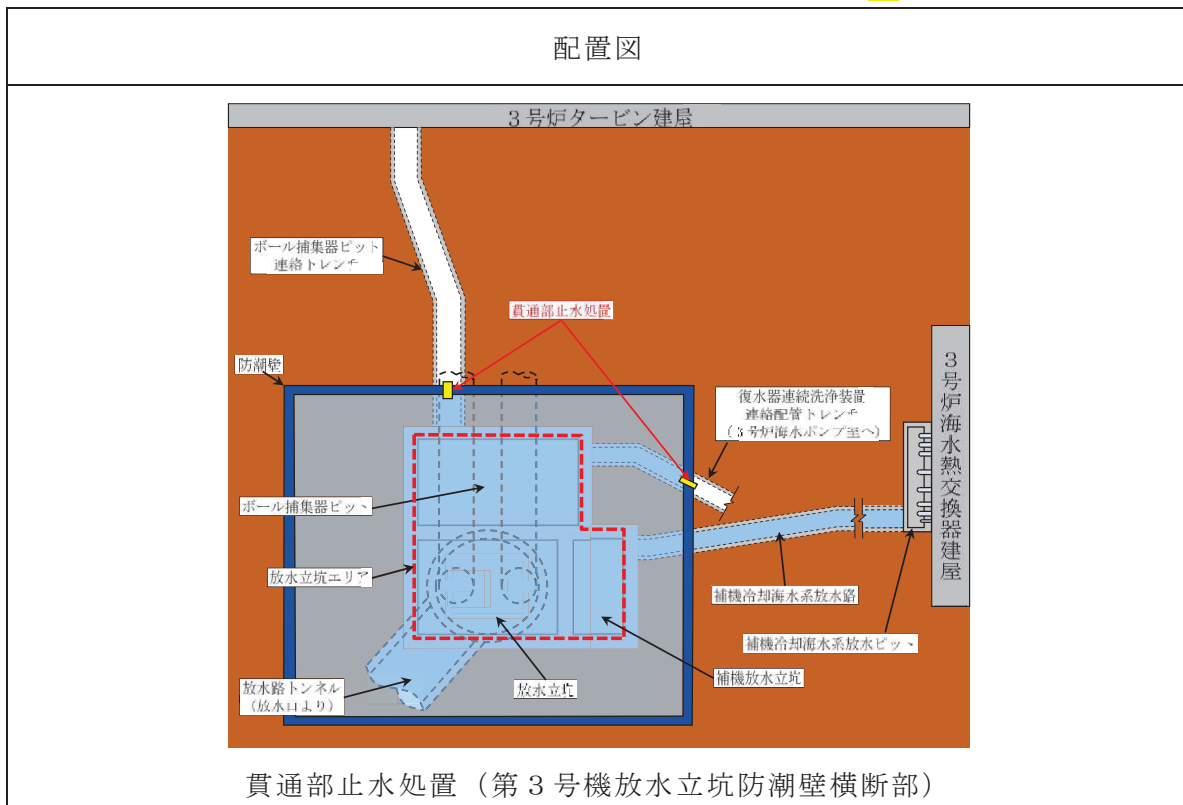 配置図
3号炉タービン建屋
ボール捕集器ピット
連絡トレンチ
貫通部止水処置
防潮壁
復水器連続洗浄装置
連絡配管トレンチ
(3号炉海水ポンプ室へ)
3号炉海水熱交換器建屋
ボール捕集器ピット
放水立坑エリア
補機冷却海水系放水路
補機冷却海水系放水ピット
補機放水立坑
放水立坑
放水路トンネル
(放水口より)
貫通部止水処置(第3号機放水立坑防潮壁横断部)